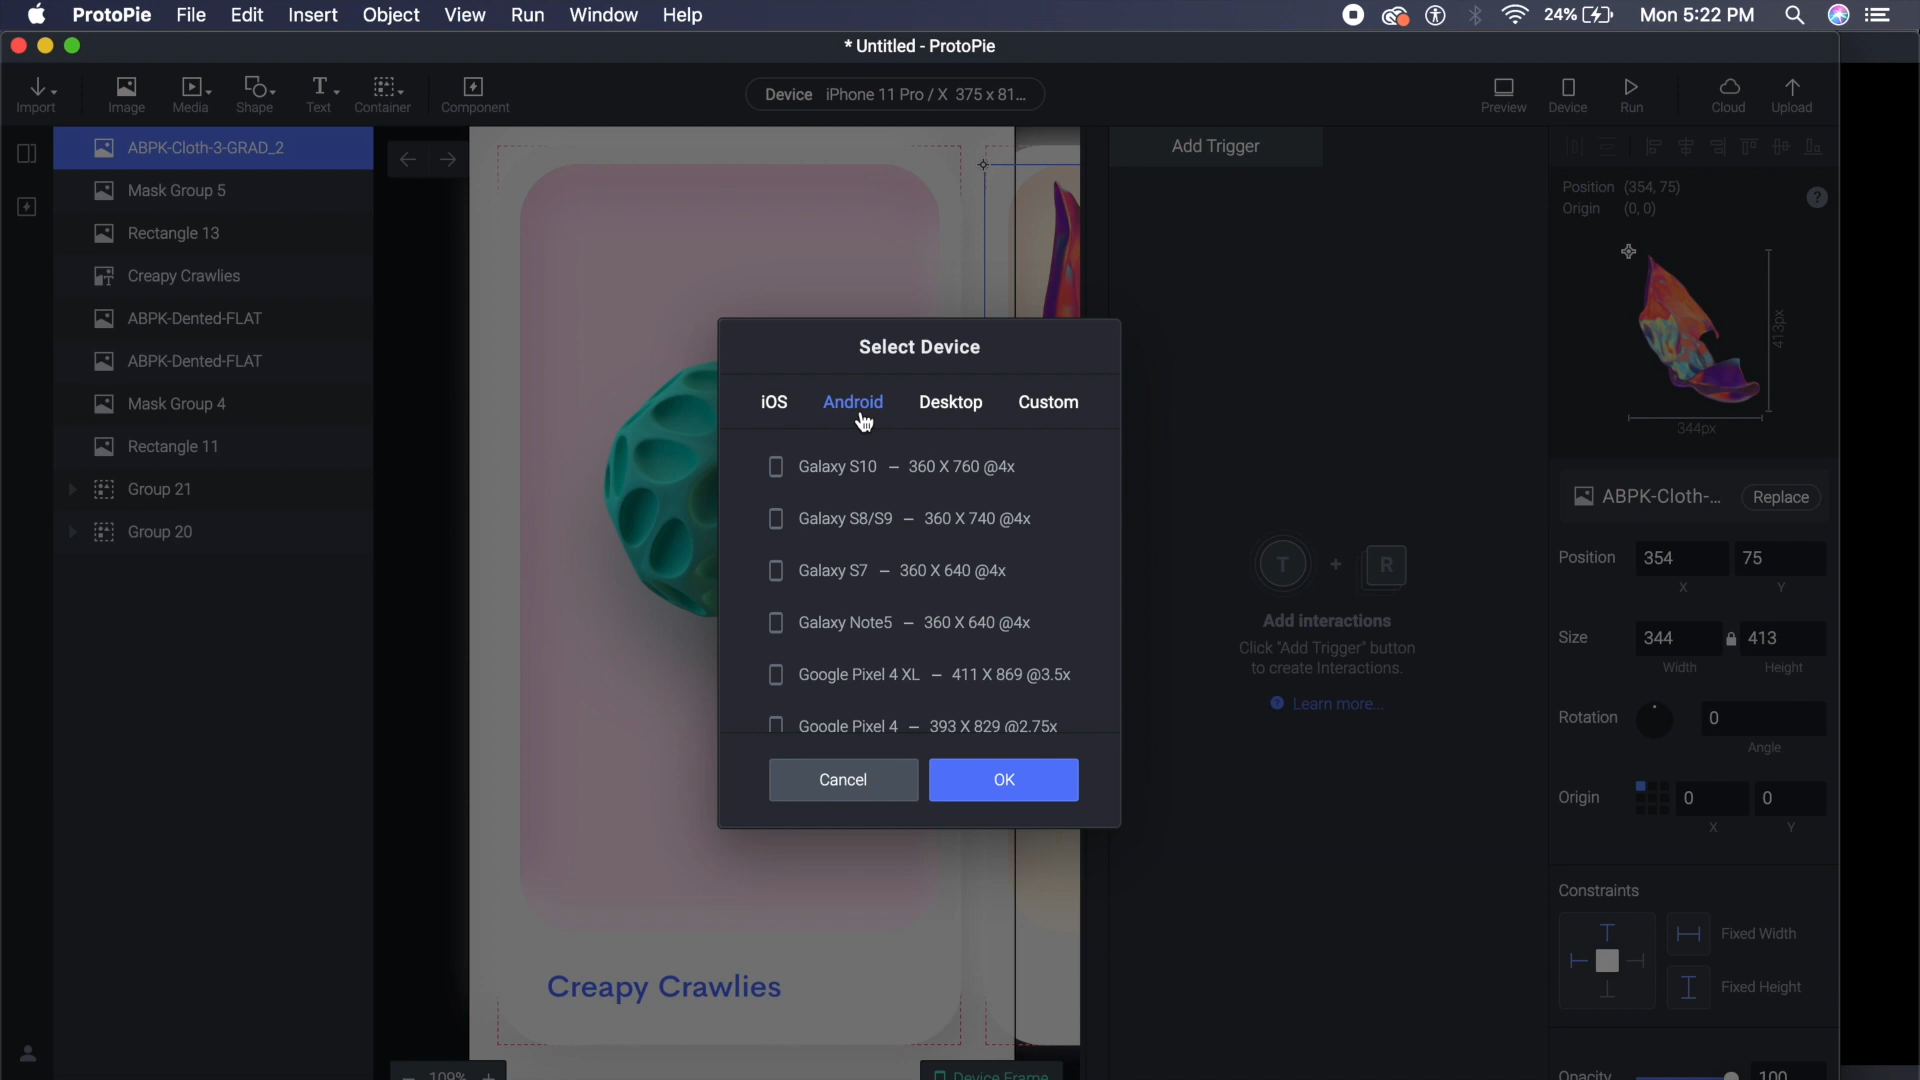 ProtoPie File Edit Insert Object View Run Window Help
24% Mon 5:22 PM
* Untitled - ProtoPie
Import Image Media Shape Text Container Component
Device iPhone 11 Pro / X 375 x 81...
Preview Device Run Cloud Upload
ABPK-Cloth-3-GRAD_2
Mask Group 5
Rectangle 13
Creapy Crawlies
ABPK-Dented-FLAT
ABPK-Dented-FLAT
Mask Group 4
Rectangle 11
Group 21
Group 20
Creapy Crawlies
109%
Device Frame
Select Device
iOS Android Desktop Custom
Galaxy S10 – 360 X 760 @4x
Galaxy S8/S9 – 360 X 740 @4x
Galaxy S7 – 360 X 640 @4x
Galaxy Note5 – 360 X 640 @4x
Google Pixel 4 XL – 411 X 869 @3.5x
Google Pixel 4 – 393 X 829 @2.75x
Cancel OK
Add Trigger
T + R
Add interactions
Click "Add Trigger" button
to create Interactions.
? Learn more...
Position (354, 75)
Origin (0, 0)
?
413px
344px
ABPK-Cloth-... Replace
Position 354 75
X Y
Size 344 413
Width Height
Rotation 0
Angle
Origin 0 0
X Y
Constraints
Fixed Width
Fixed Height
Opacity 100